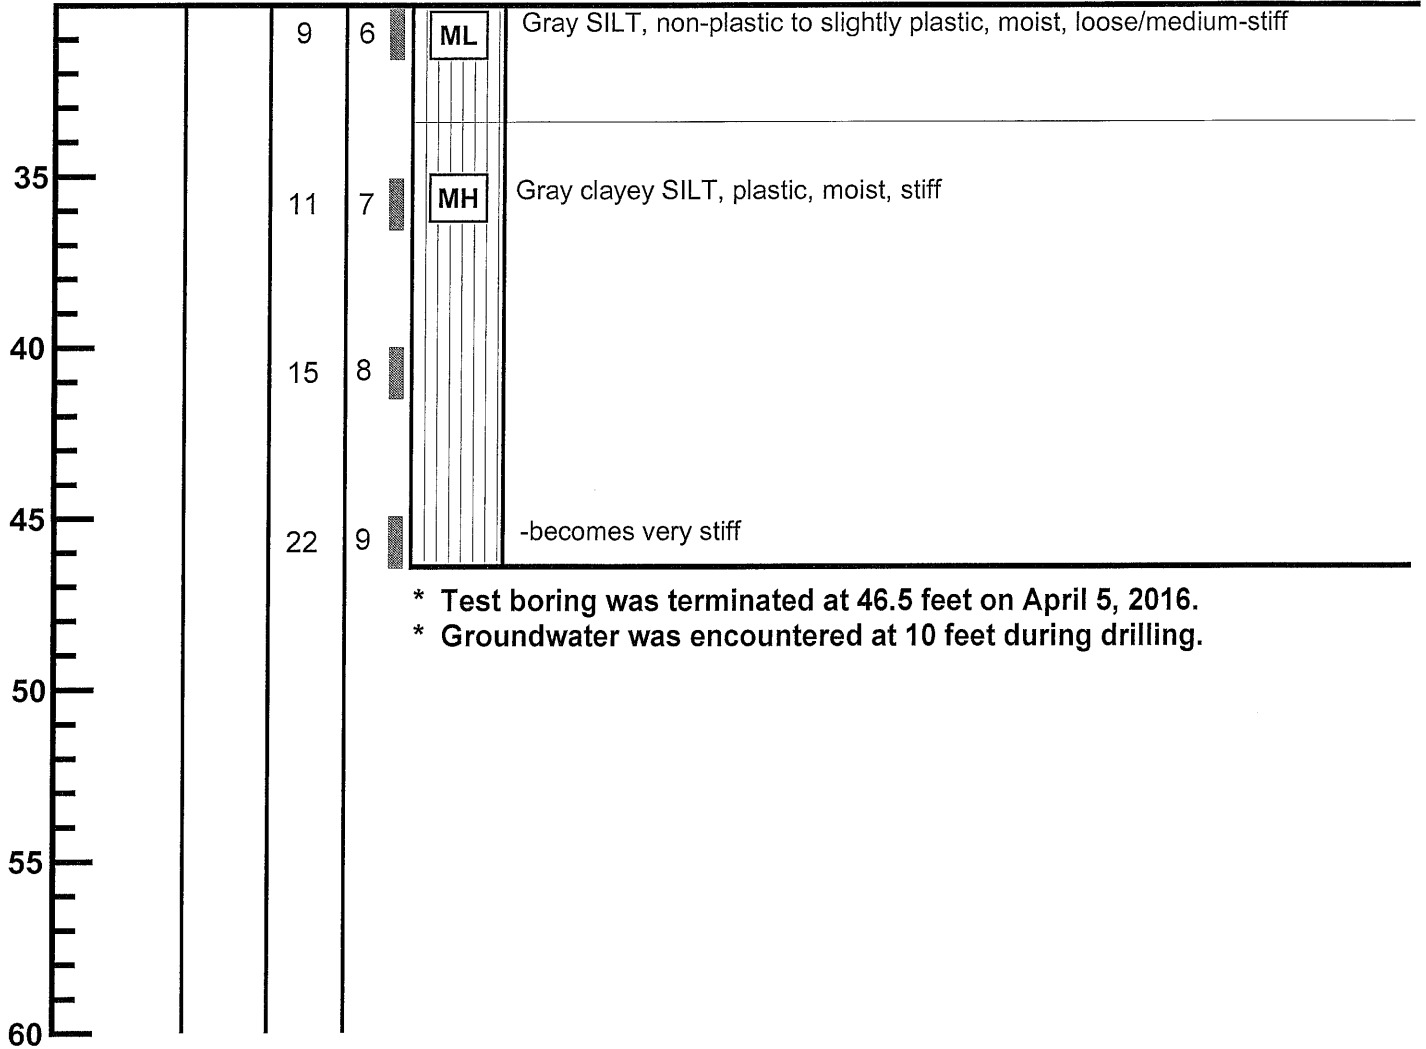 9 6 ML Gray SILT, non-plastic to slightly plastic, moist, loose/medium-stiff
35
11 7 MH Gray clayey SILT, plastic, moist, stiff
40
15 8
45
22 9 -becomes very stiff
* Test boring was terminated at 46.5 feet on April 5, 2016.
* Groundwater was encountered at 10 feet during drilling.
50
55
60